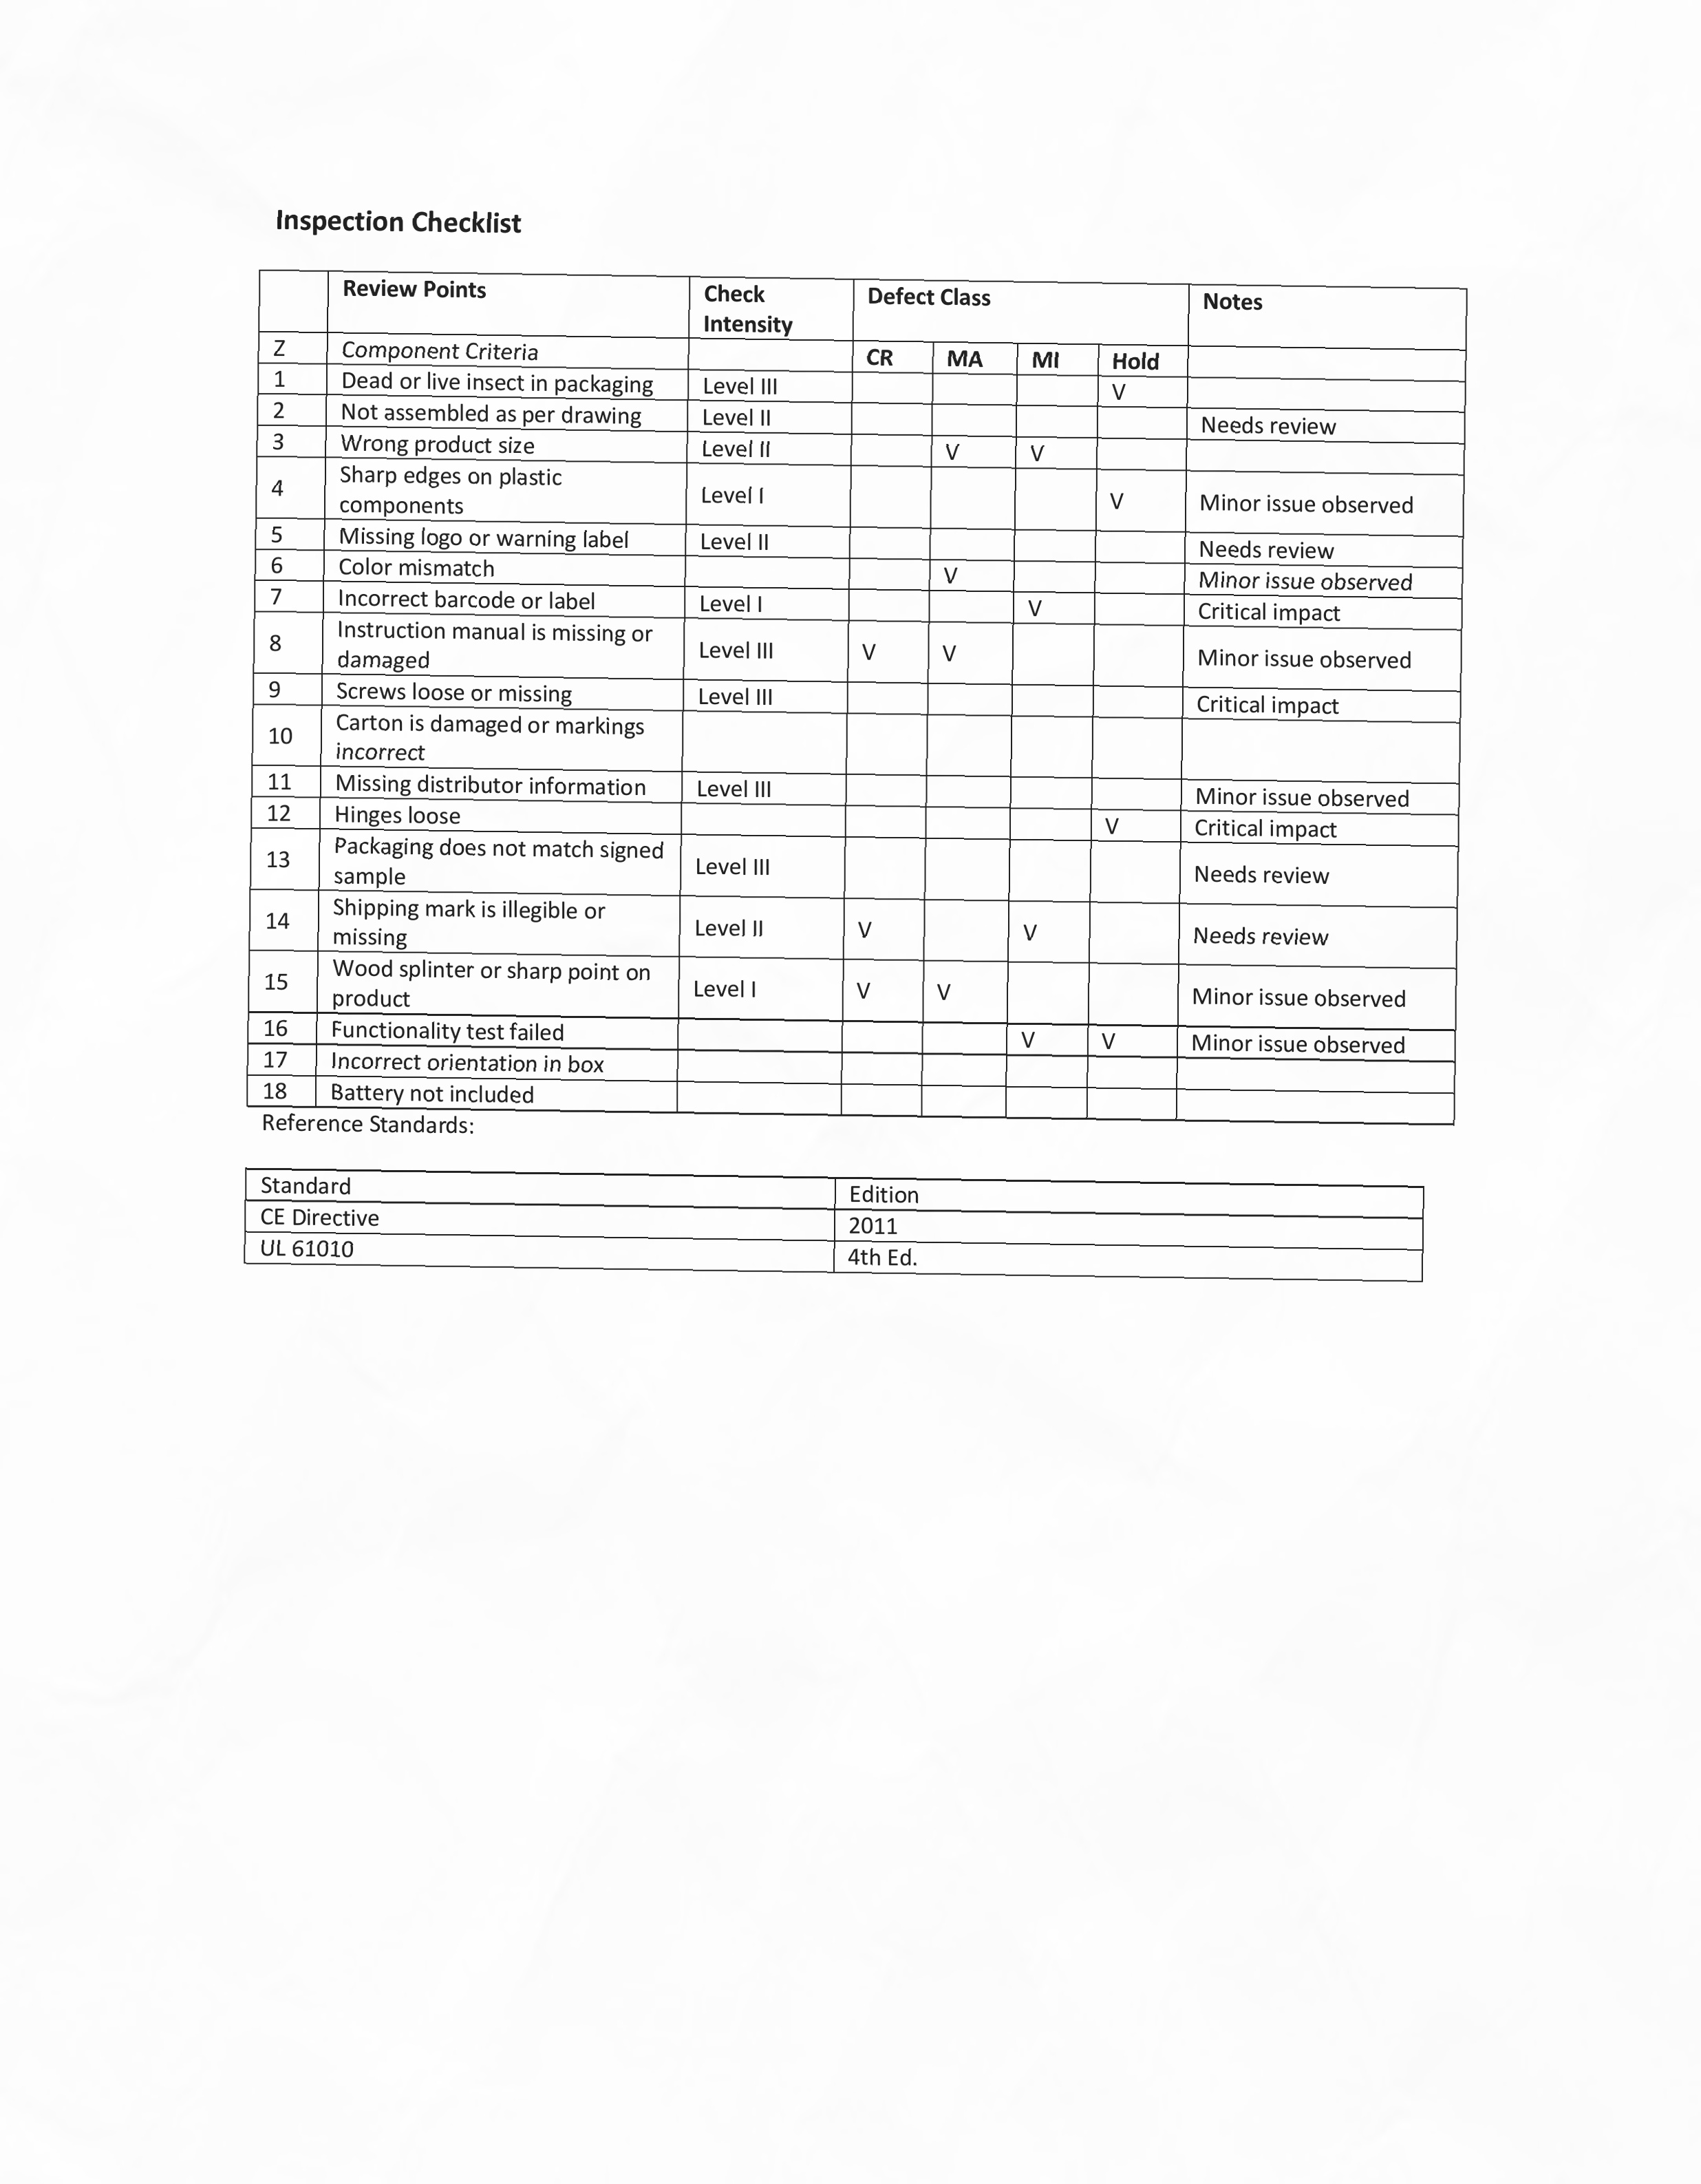 Inspection Checklist
Review Points Check Intensity Defect Class Notes
Z Component Criteria CR MA MI Hold
1 Dead or live insect in packaging Level III V
2 Not assembled as per drawing Level II Needs review
3 Wrong product size Level II V V
4 Sharp edges on plastic components Level I V Minor issue observed
5 Missing logo or warning label Level II Needs review
6 Color mismatch V Minor issue observed
7 Incorrect barcode or label Level I V Critical impact
8 Instruction manual is missing or damaged Level III V V Minor issue observed
9 Screws loose or missing Level III Critical impact
10 Carton is damaged or markings incorrect
11 Missing distributor information Level III Minor issue observed
12 Hinges loose V Critical impact
13 Packaging does not match signed sample Level III Needs review
14 Shipping mark is illegible or missing Level II V V Needs review
15 Wood splinter or sharp point on product Level I V V Minor issue observed
16 Functionality test failed V V Minor issue observed
17 Incorrect orientation in box
18 Battery not included
Reference Standards:
Standard Edition
CE Directive 2011
UL 61010 4th Ed.